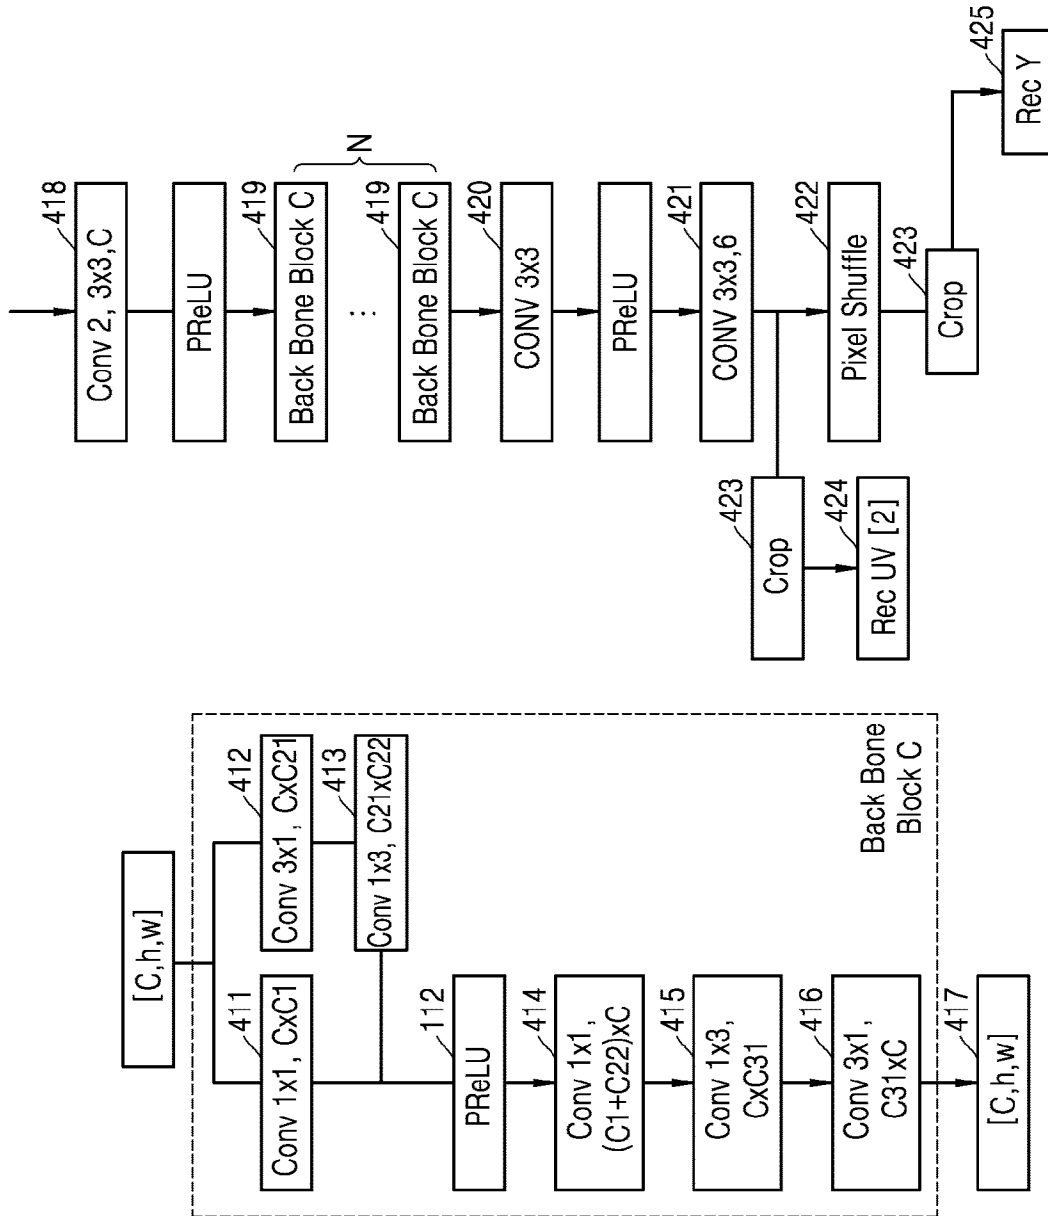 [C,h,w]
411
Conv 1x1, CxC1
412
Conv 3x1, CxC21
413
Conv 1x3, C21xC22
112
PReLU
414
Conv 1x1,
(C1+C22)xC
415
Conv 1x3,
CxC31
416
Conv 3x1,
C31xC
Back Bone
Block C
417
[C,h,w]
418
Conv 2, 3x3,C
PReLU
419
Back Bone Block C
⋮
N
419
Back Bone Block C
420
CONV 3x3
PReLU
421
CONV 3x3,6
423
Crop
424
Rec UV [2]
422
Pixel Shuffle
423
Crop
425
Rec Y